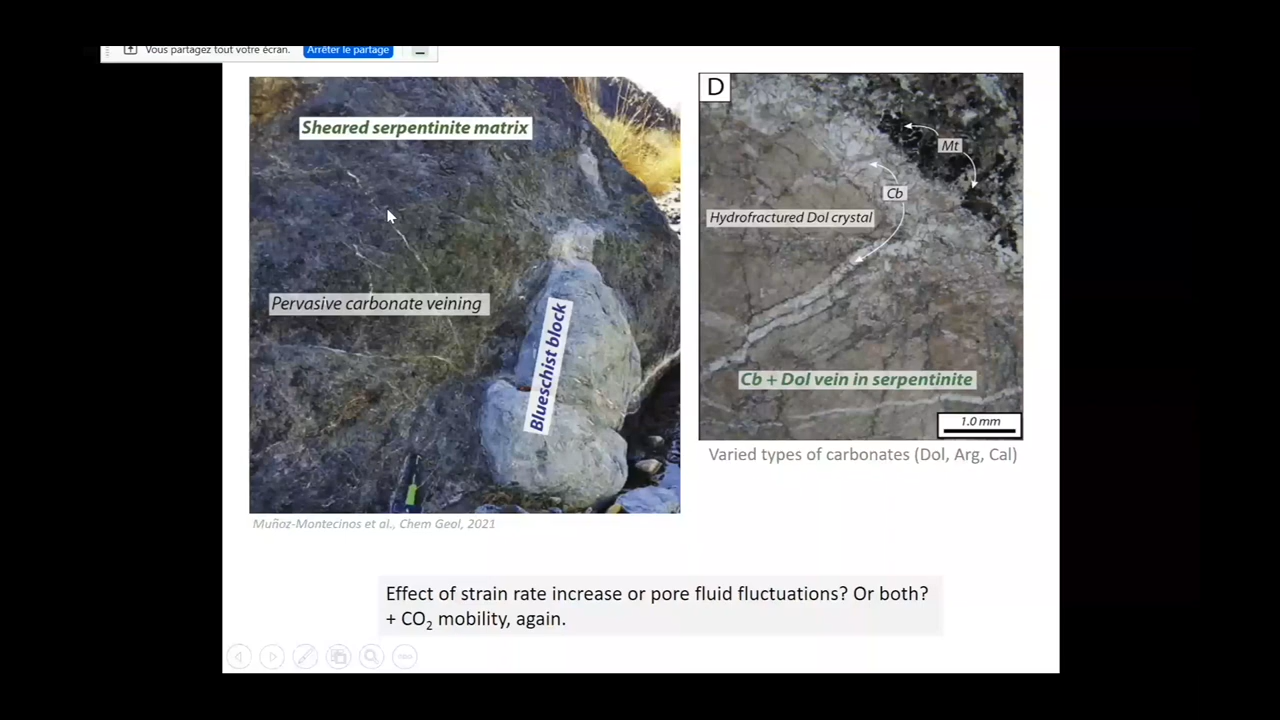 Vous partagez tout votre écran.
Arrêter le partage
Sheared serpentinite matrix
Pervasive carbonate veining
Blueschist block
Muñoz-Montecinos et al., Chem Geol, 2021
D
Mt
Cb
Hydrofractured Dol crystal
Cb + Dol vein in serpentinite
1.0 mm
Varied types of carbonates (Dol, Arg, Cal)
Effect of strain rate increase or pore fluid fluctuations? Or both?
+ CO₂ mobility, again.